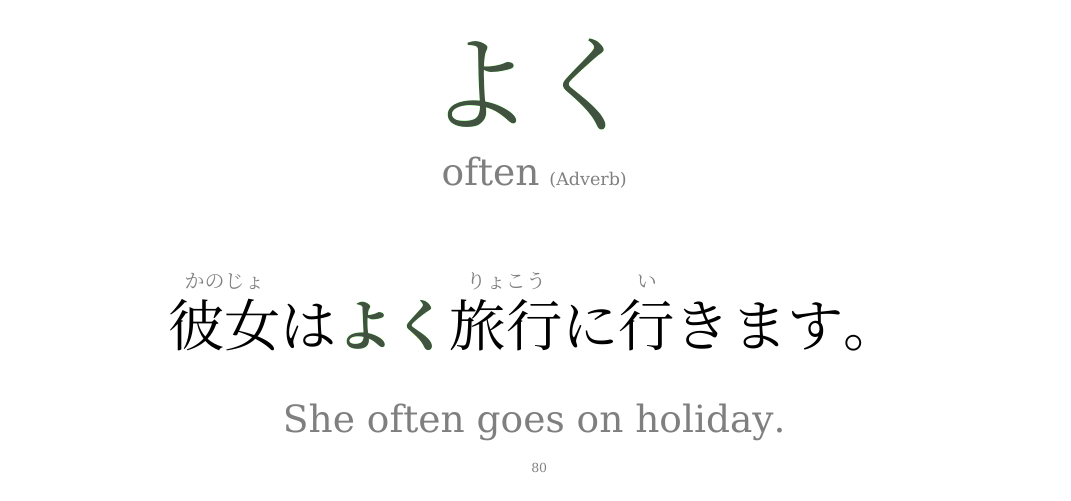 よく
often (Adverb)
かのじょ りょこう い
彼女はよく旅行に行きます。
She often goes on holiday.
80